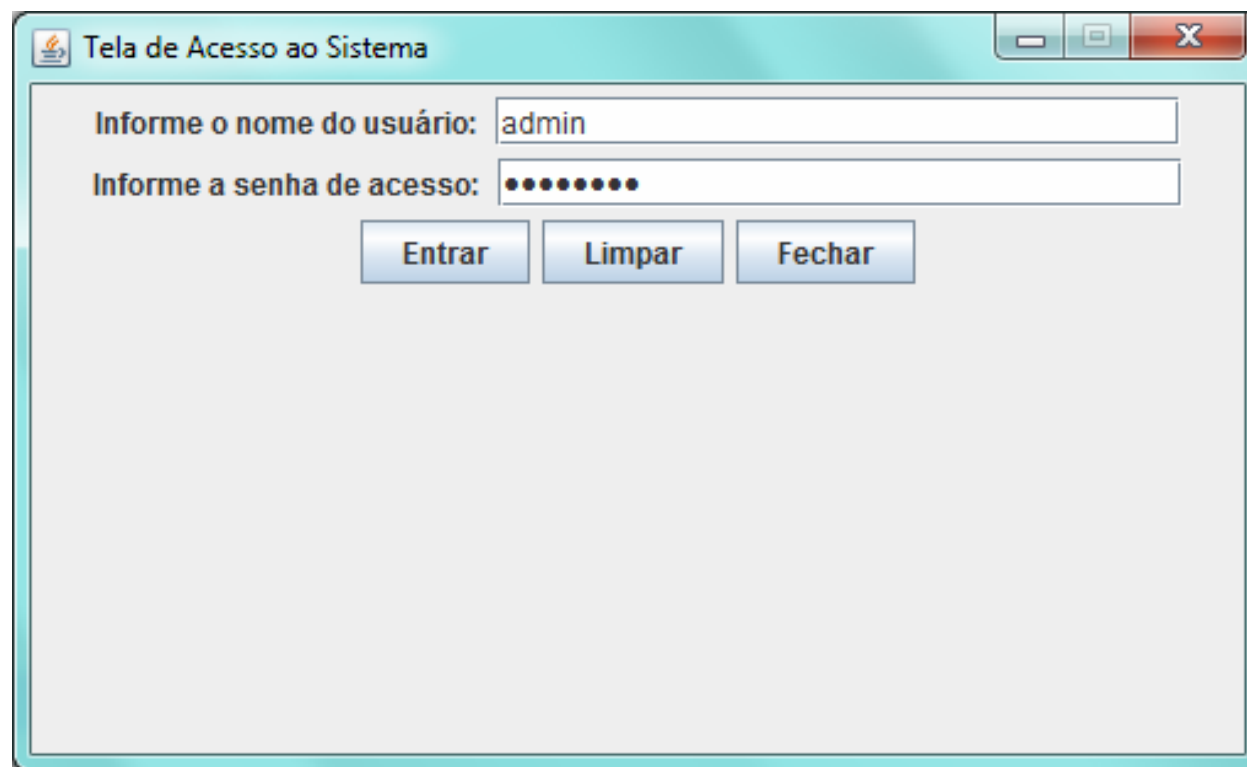 Tela de Acesso ao Sistema
Informe o nome do usuário: admin
Informe a senha de acesso: ••••••••
Entrar Limpar Fechar